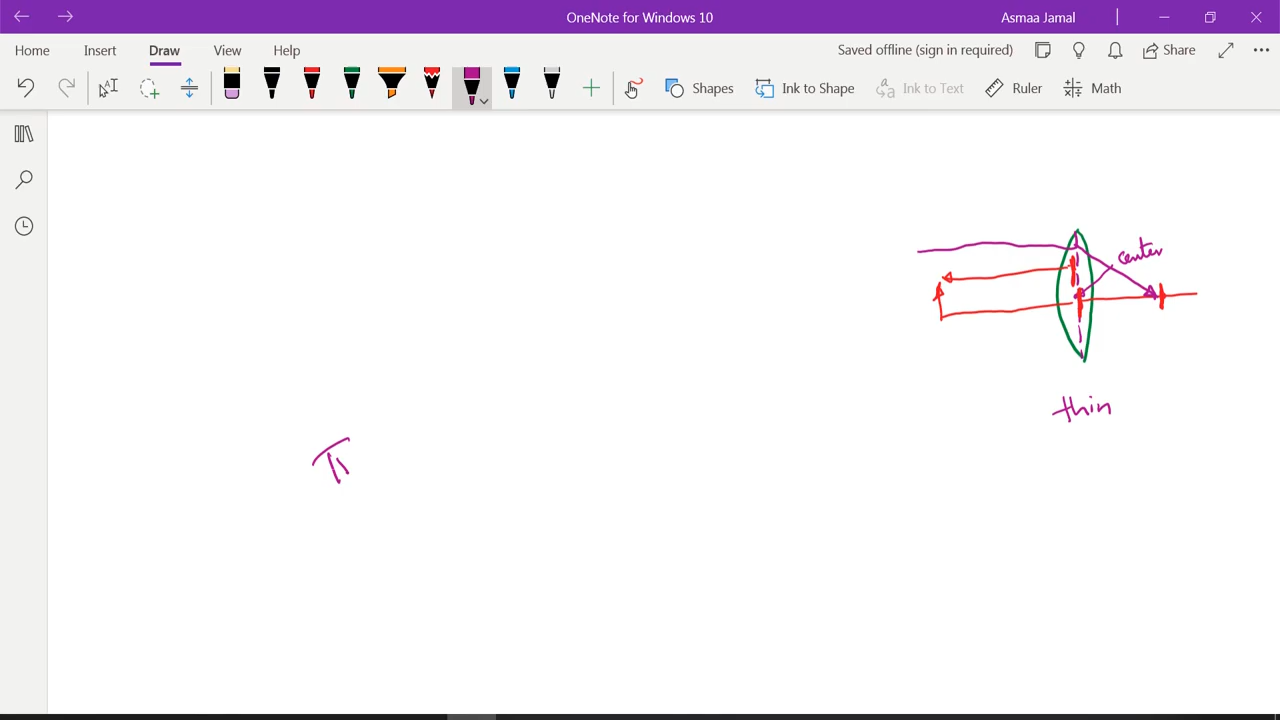 OneNote for Windows 10
Asmaa Jamal
Home Insert Draw View Help
Saved offline (sign in required) Share
Shapes Ink to Shape Ink to Text Ruler Math
center
thin